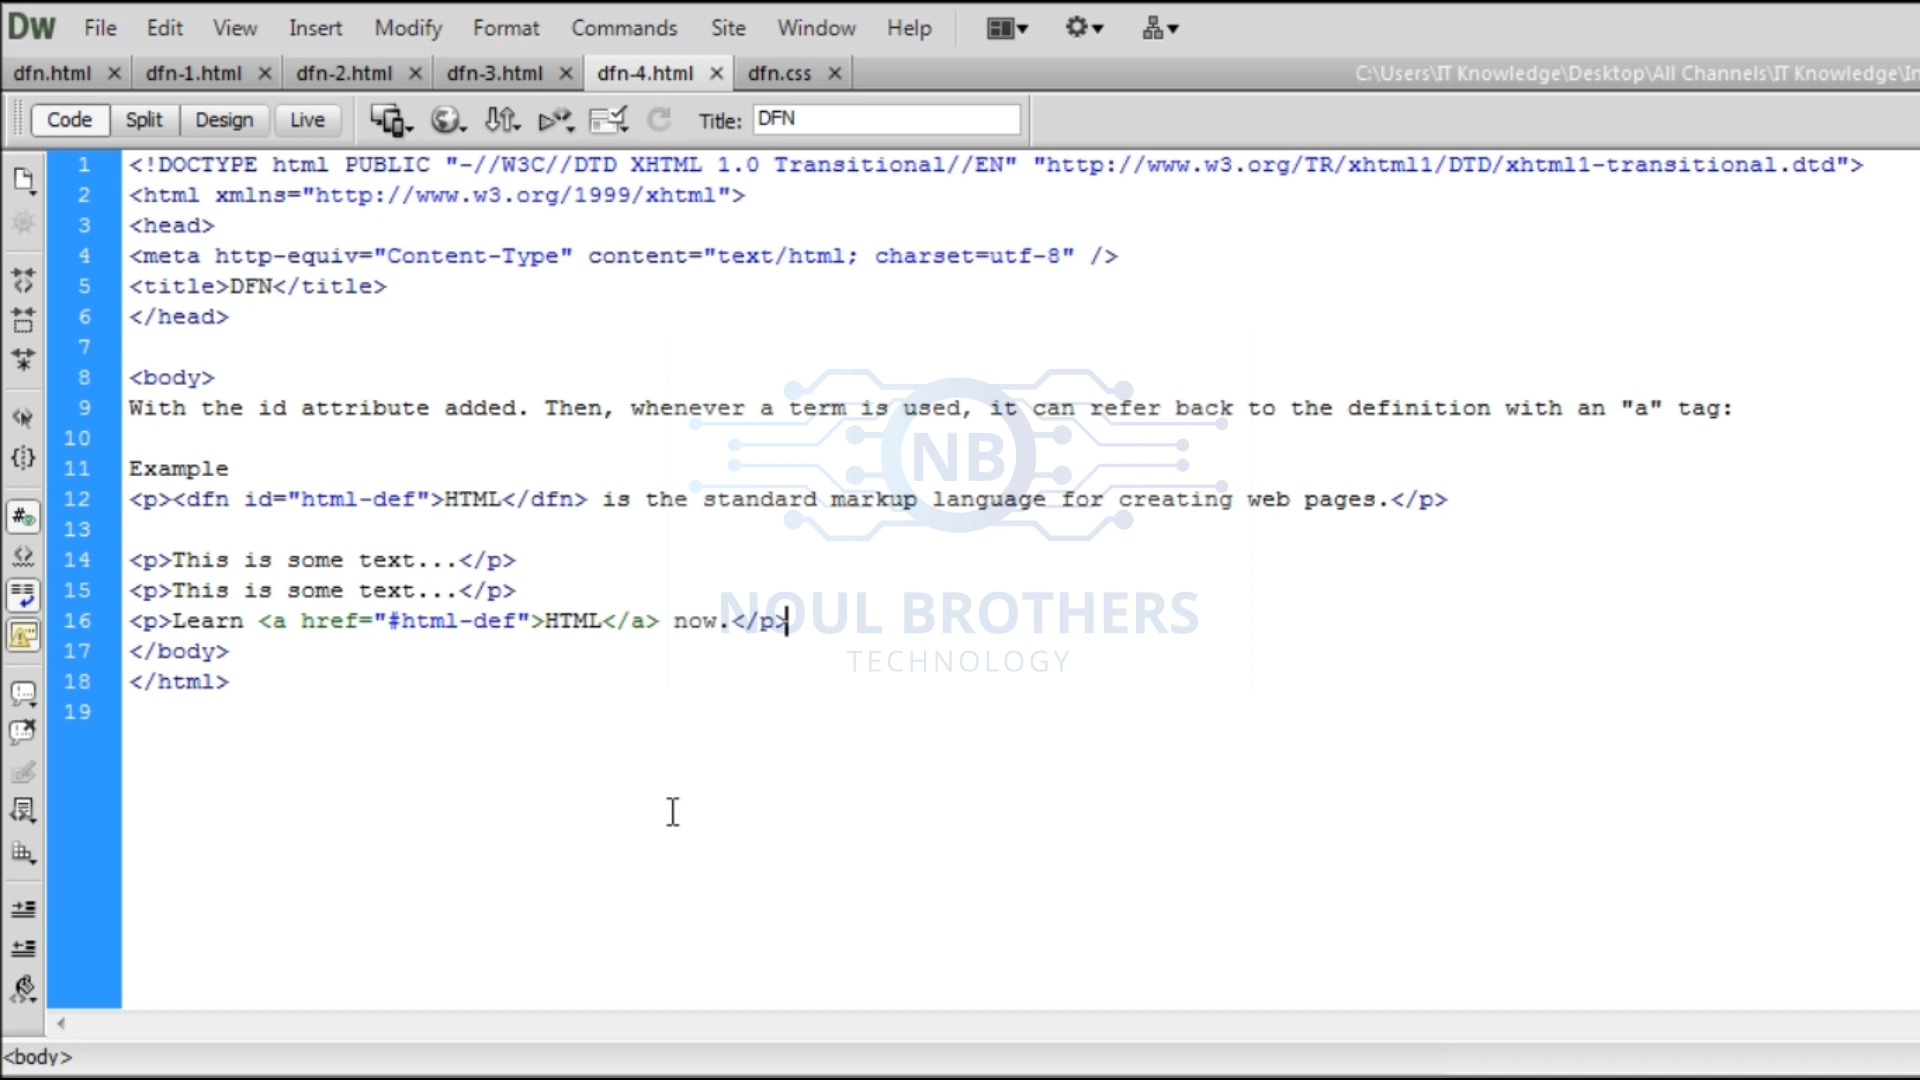 Dw File Edit View Insert Modify Format Commands Site Window Help
dfn.html × dfn-1.html × dfn-2.html × dfn-3.html × dfn-4.html × dfn.css × C:\Users\IT Knowledge\Desktop\All Channels\IT Knowledge\In
Code Split Design Live Title: DFN
1 <!DOCTYPE html PUBLIC "-//W3C//DTD XHTML 1.0 Transitional//EN" "http://www.w3.org/TR/xhtml1/DTD/xhtml1-transitional.dtd">
2 <html xmlns="http://www.w3.org/1999/xhtml">
3 <head>
4 <meta http-equiv="Content-Type" content="text/html; charset=utf-8" />
5 <title>DFN</title>
6 </head>
7
8 <body>
9 With the id attribute added. Then, whenever a term is used, it can refer back to the definition with an "a" tag:
10
11 Example
12 <p><dfn id="html-def">HTML</dfn> is the standard markup language for creating web pages.</p>
13
14 <p>This is some text...</p>
15 <p>This is some text...</p>
16 <p>Learn <a href="#html-def">HTML</a> now.</p>
17 </body>
18 </html>
19
NB
NOUL BROTHERS
TECHNOLOGY
<body>